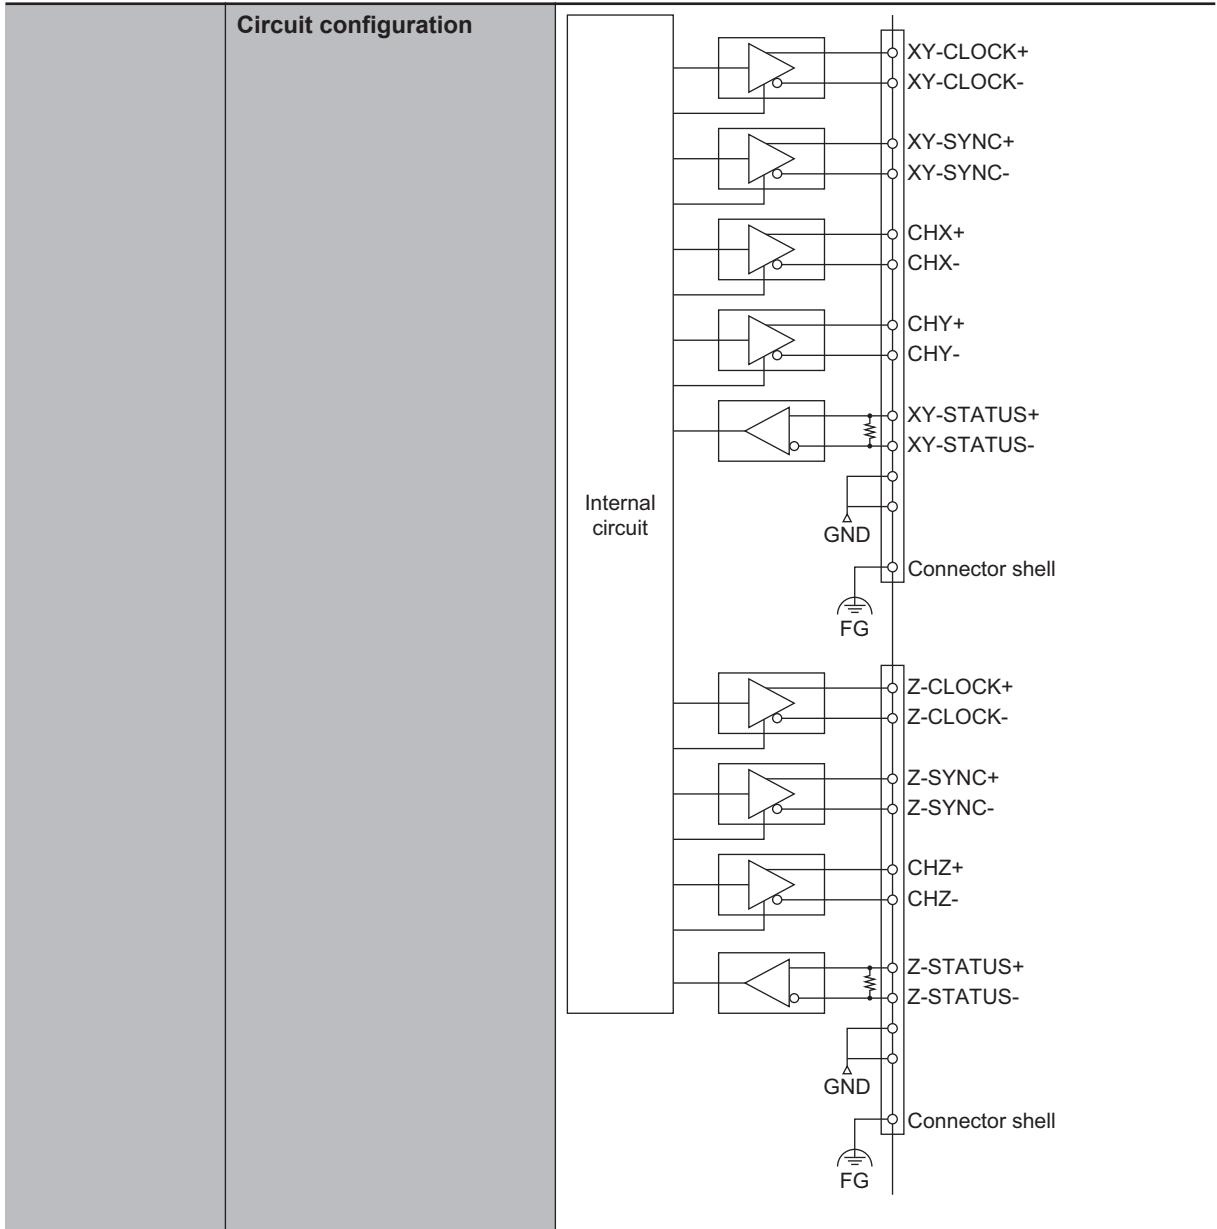 Circuit configuration
XY-CLOCK+
XY-CLOCK-
XY-SYNC+
XY-SYNC-
CHX+
CHX-
CHY+
CHY-
XY-STATUS+
XY-STATUS-
Internal
circuit
GND
Connector shell
FG
Z-CLOCK+
Z-CLOCK-
Z-SYNC+
Z-SYNC-
CHZ+
CHZ-
Z-STATUS+
Z-STATUS-
GND
Connector shell
FG